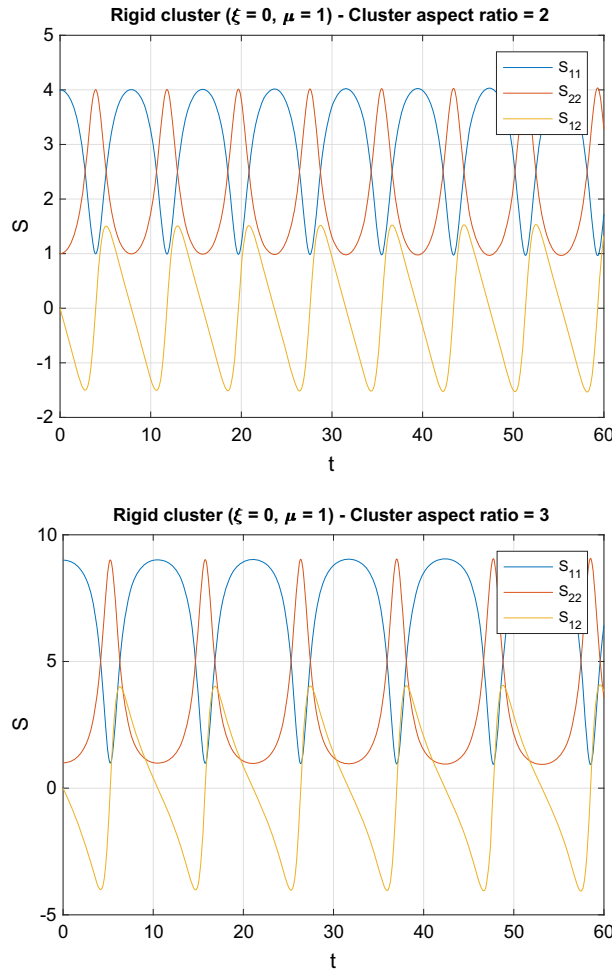 Rigid cluster (ξ = 0, μ = 1) - Cluster aspect ratio = 2
5
4
3
2
1
0
-1
-2
S
S₁₁
S₂₂
S₁₂
0 10 20 30 40 50 60
t
Rigid cluster (ξ = 0, μ = 1) - Cluster aspect ratio = 3
10
5
0
-5
S
S₁₁
S₂₂
S₁₂
0 10 20 30 40 50 60
t